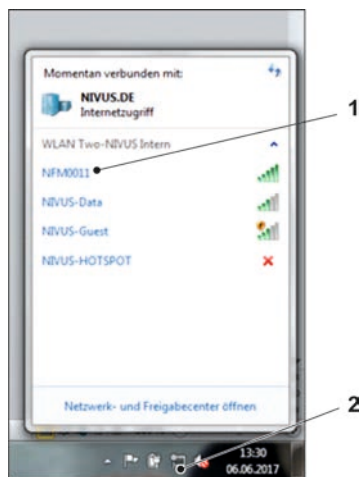 Momentan verbunden mit:
NIVUS.DE
Internetzugriff
WLAN Two-NIVUS Intern
NFM0011
NIVUS-Data
NIVUS-Guest
NIVUS-HOTSPOT
Netzwerk- und Freigabecenter öffnen
13:30
06.06.2017
1
2